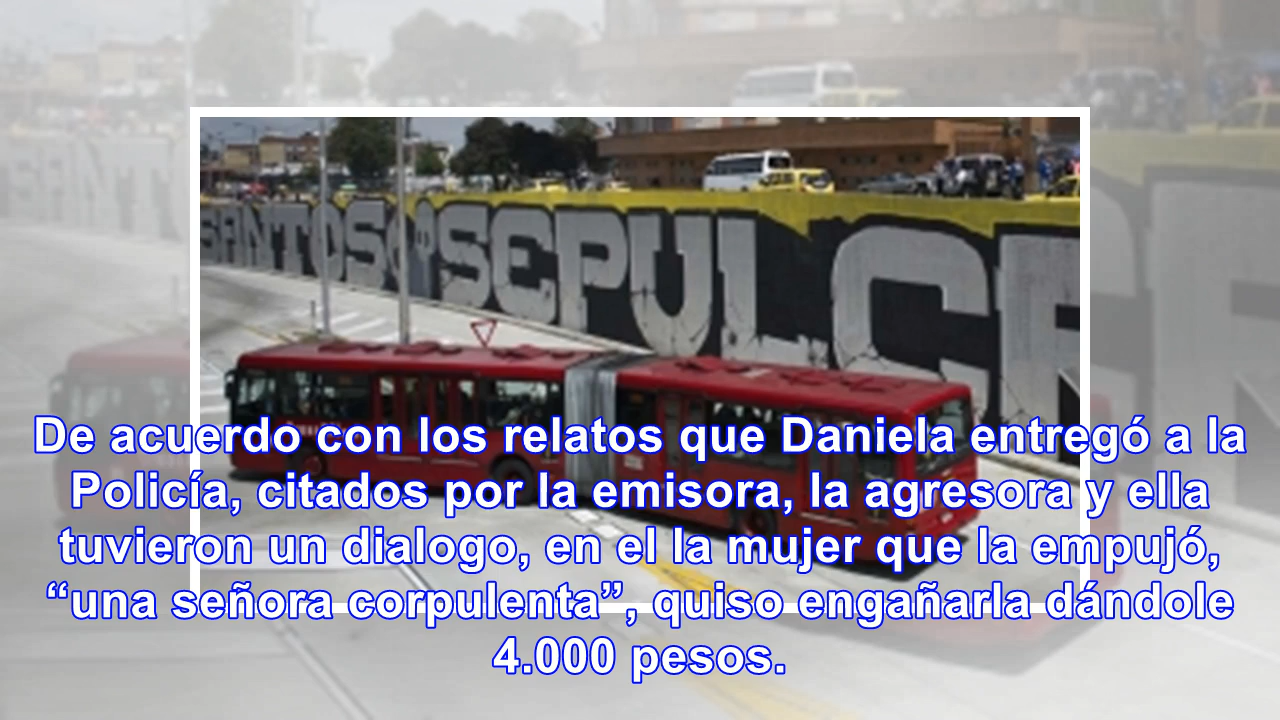 SANTOS SEPULCR
De acuerdo con los relatos que Daniela entregó a la
Policía, citados por la emisora, la agresora y ella
tuvieron un dialogo, en el la mujer que la empujó,
“una señora corpulenta”, quiso engañarla dándole
4.000 pesos.